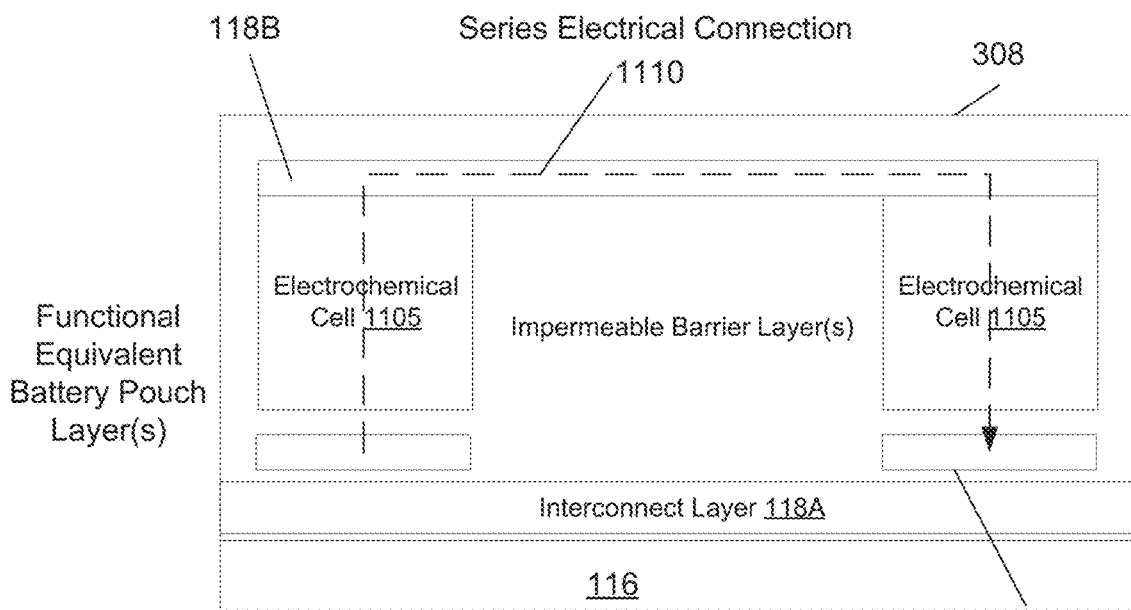 118B
Series Electrical Connection
1110
308
Electrochemical
Cell 1105
Electrochemical
Cell 1105
Impermeable Barrier Layer(s)
Functional
Equivalent
Battery Pouch
Layer(s)
Interconnect Layer 118A
116